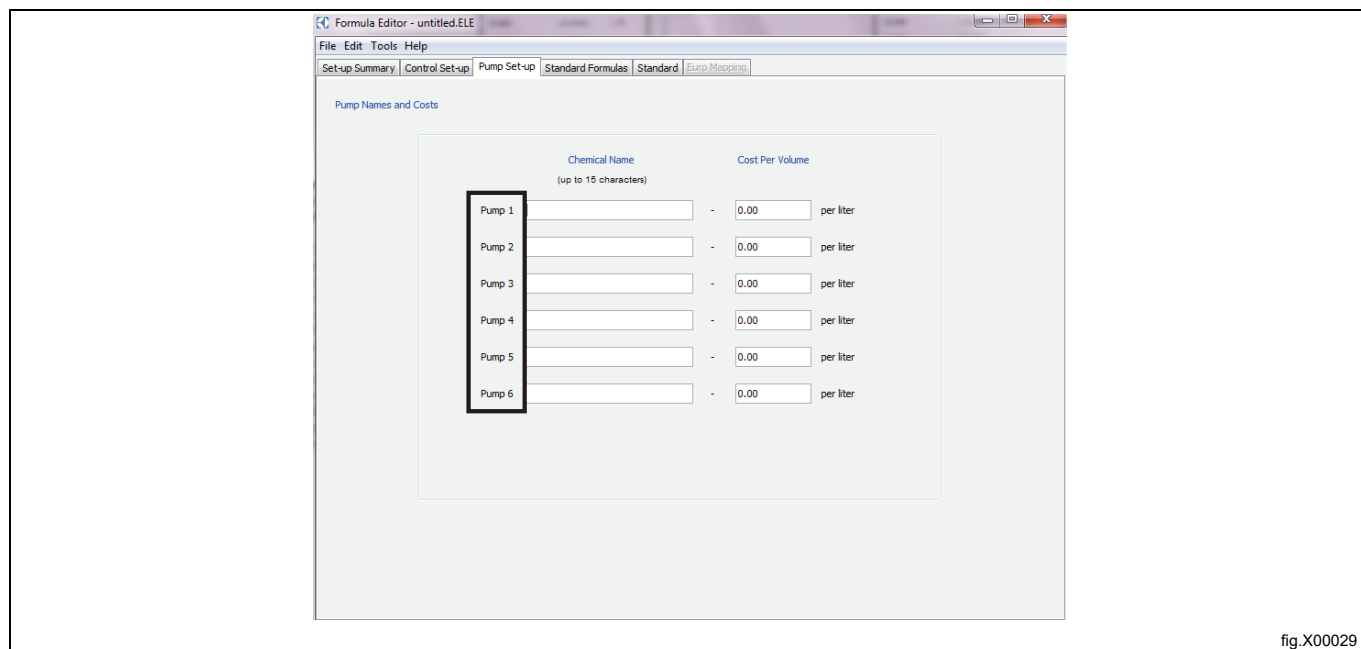 Formula Editor - untitled.ELE
File Edit Tools Help
Set-up Summary Control Set-up Pump Set-up Standard Formulas Standard Euro Mapping
Pump Names and Costs
Chemical Name Cost Per Volume
(up to 15 characters)
Pump 1 - 0.00 per liter
Pump 2 - 0.00 per liter
Pump 3 - 0.00 per liter
Pump 4 - 0.00 per liter
Pump 5 - 0.00 per liter
Pump 6 - 0.00 per liter
fig.X00029